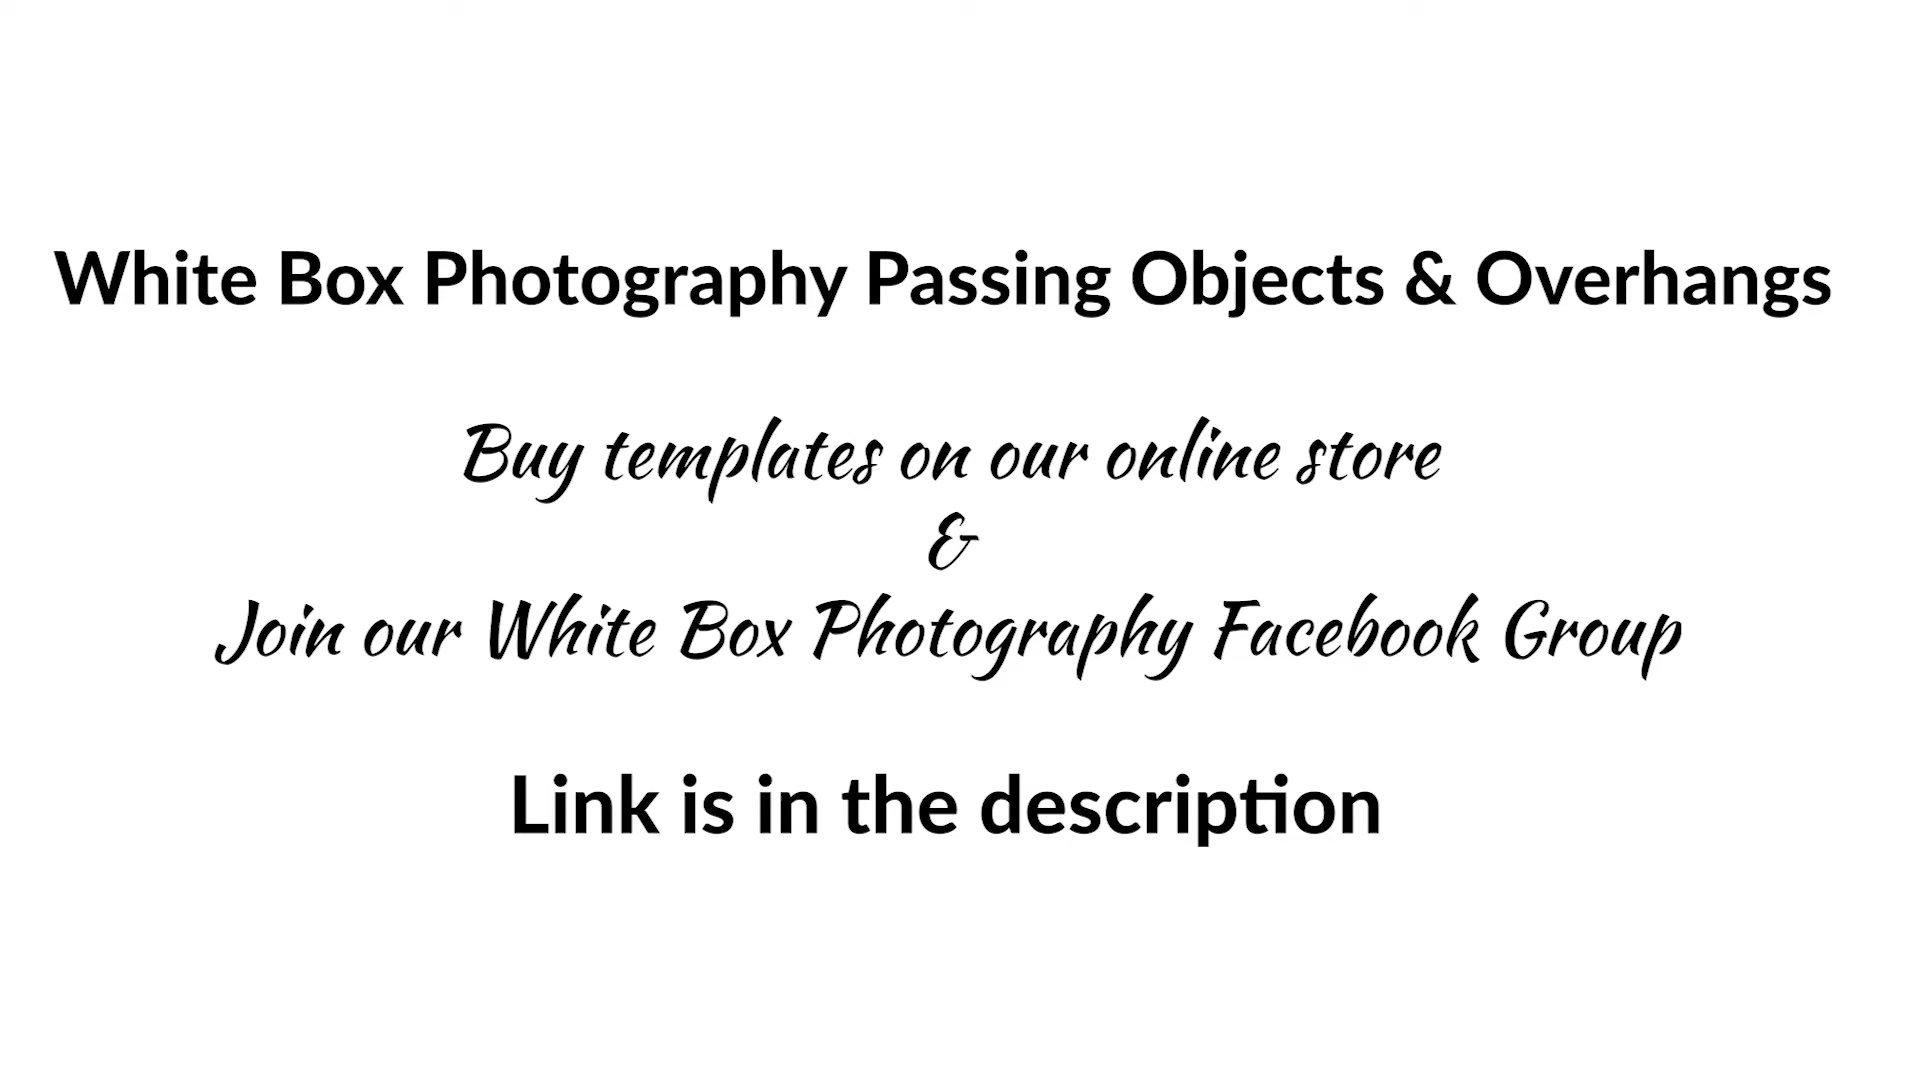 White Box Photography Passing Objects & Overhangs
Buy templates on our online store
&
Join our White Box Photography Facebook Group
Link is in the description